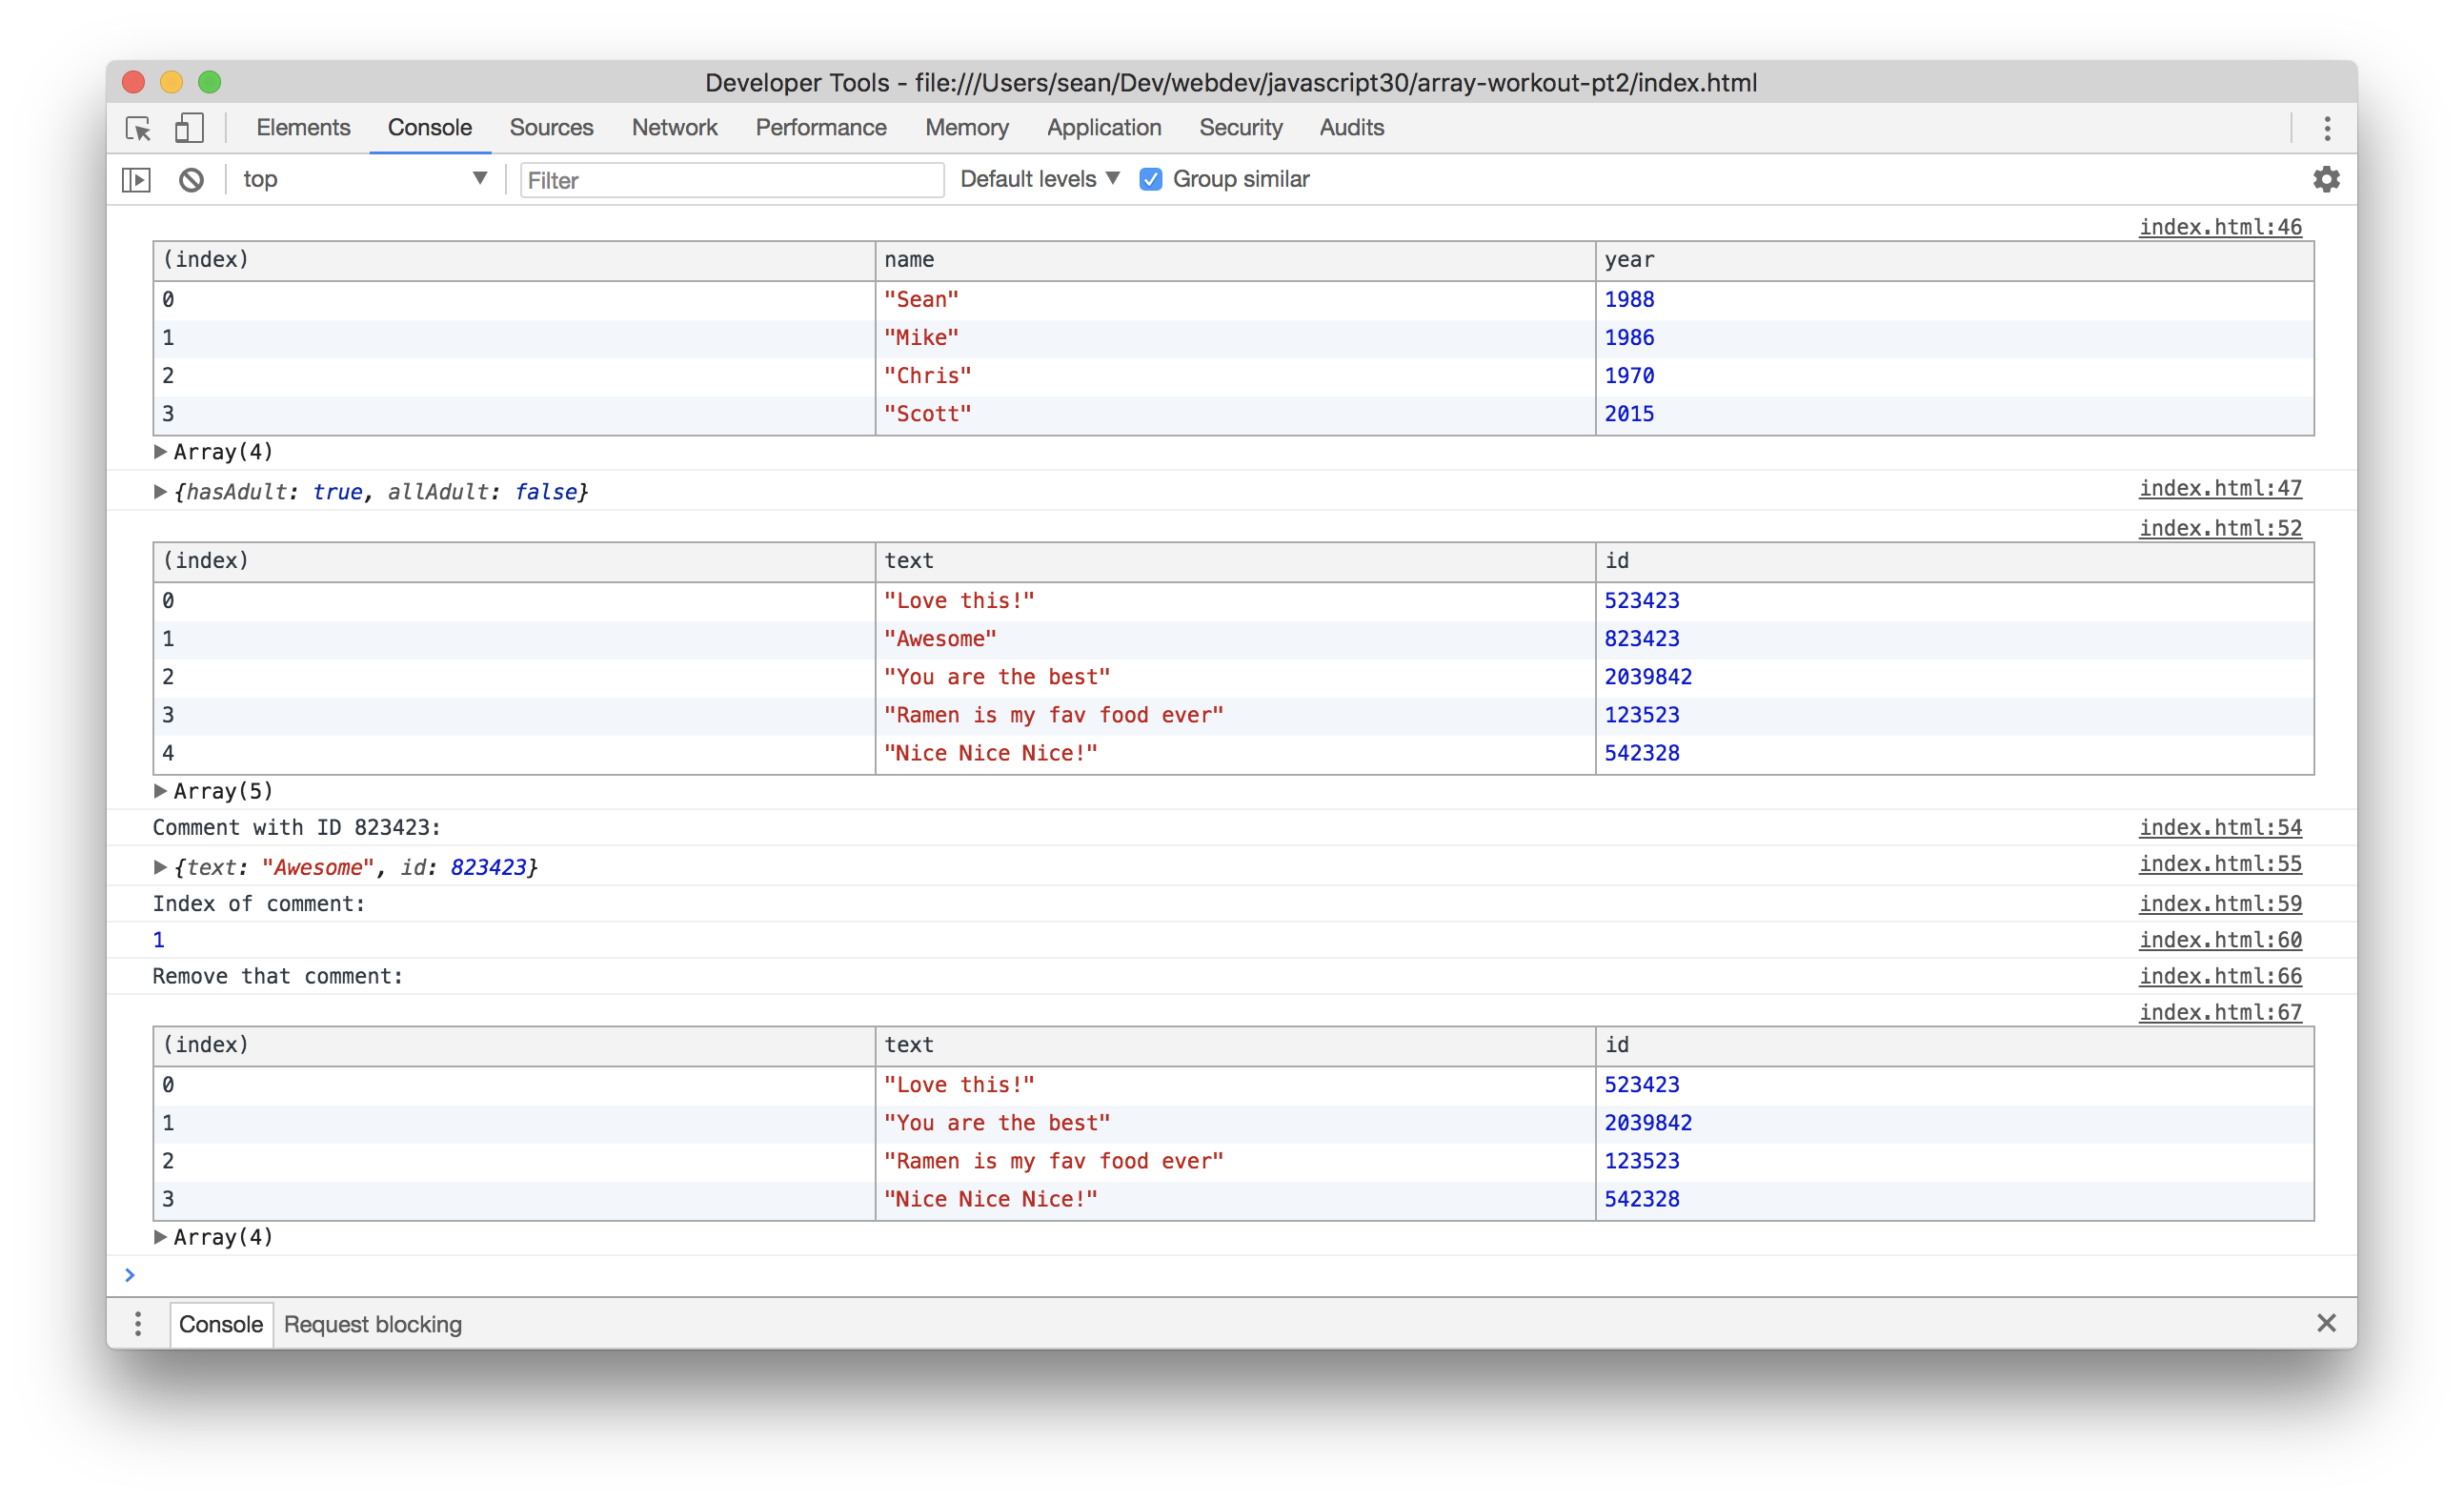 Developer Tools - file:///Users/sean/Dev/webdev/javascript30/array-workout-pt2/index.html
Elements Console Sources Network Performance Memory Application Security Audits
top Filter Default levels Group similar
index.html:46
(index) name year
0 "Sean" 1988
1 "Mike" 1986
2 "Chris" 1970
3 "Scott" 2015
Array(4)
{hasAdult: true, allAdult: false} index.html:47
index.html:52
(index) text id
0 "Love this!" 523423
1 "Awesome" 823423
2 "You are the best" 2039842
3 "Ramen is my fav food ever" 123523
4 "Nice Nice Nice!" 542328
Array(5)
Comment with ID 823423: index.html:54
{text: "Awesome", id: 823423} index.html:55
Index of comment: index.html:59
1 index.html:60
Remove that comment: index.html:66
index.html:67
(index) text id
0 "Love this!" 523423
1 "You are the best" 2039842
2 "Ramen is my fav food ever" 123523
3 "Nice Nice Nice!" 542328
Array(4)
Console Request blocking